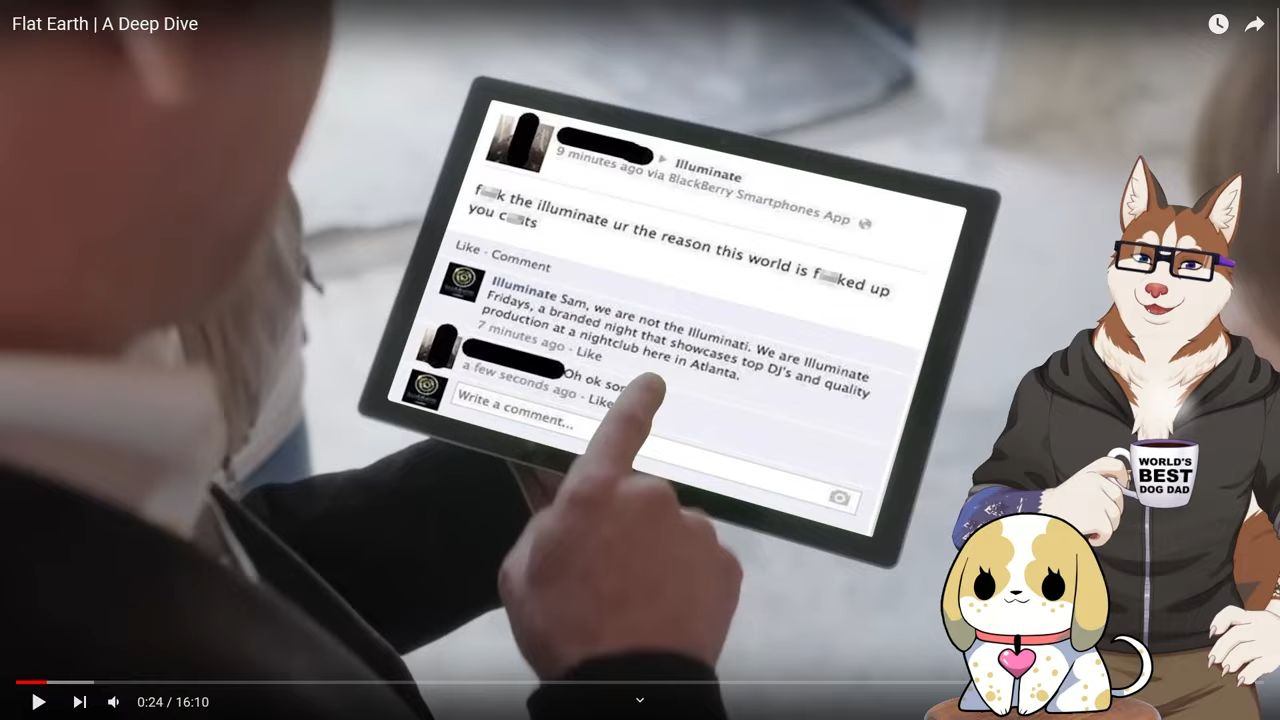 Flat Earth | A Deep Dive
Illuminate
9 minutes ago via BlackBerry Smartphones App
f k the illuminate ur the reason this world is f ked up
you c ts
Like · Comment
Illuminate Sam, we are not the Illuminati. We are Illuminate
Fridays, a branded night that showcases top DJ's and quality
production at a nightclub here in Atlanta.
7 minutes ago · Like
Oh ok sor
a few seconds ago · Like
Write a comment...
WORLD'S
BEST
DOG DAD
0:24 / 16:10